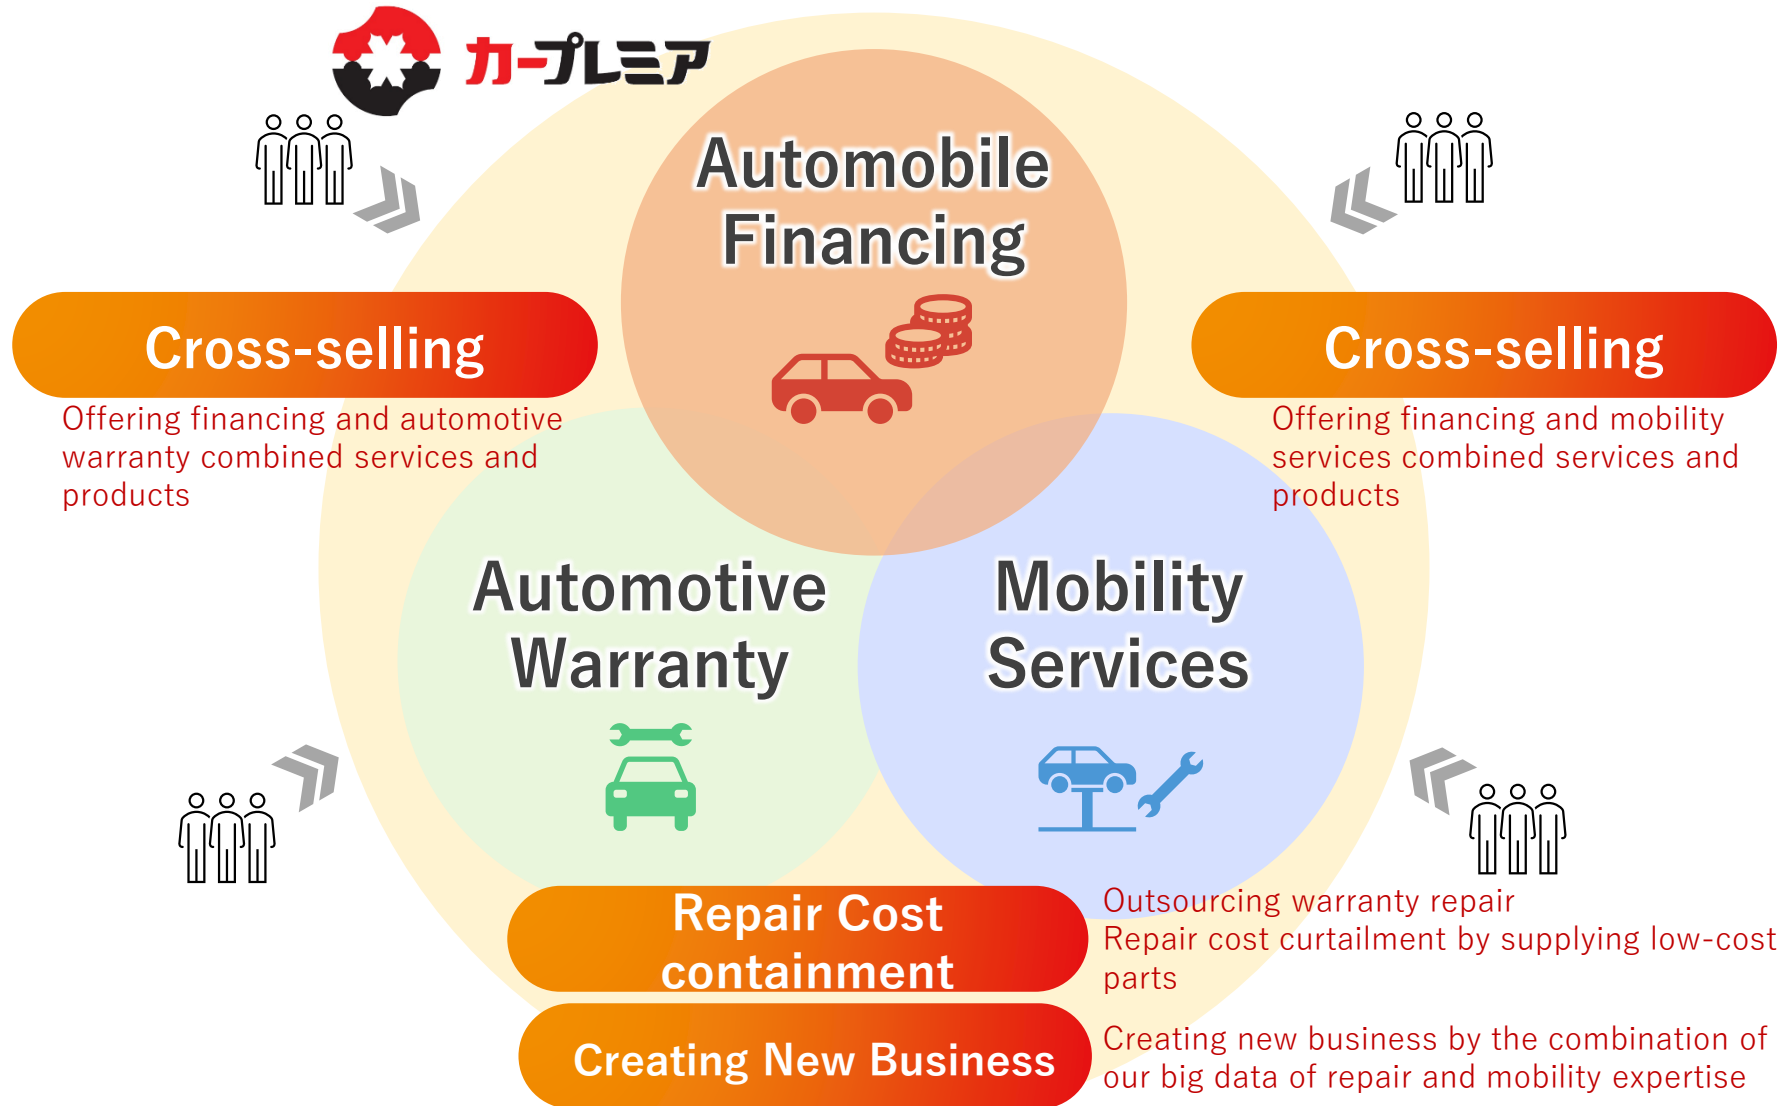 カープレミア
Automobile
Financing
Cross-selling
Offering financing and automotive
warranty combined services and
products
Cross-selling
Offering financing and mobility
services combined services and
products
Automotive
Warranty
Mobility
Services
Repair Cost
containment
Outsourcing warranty repair
Repair cost curtailment by supplying low-cost
parts
Creating New Business
Creating new business by the combination of
our big data of repair and mobility expertise